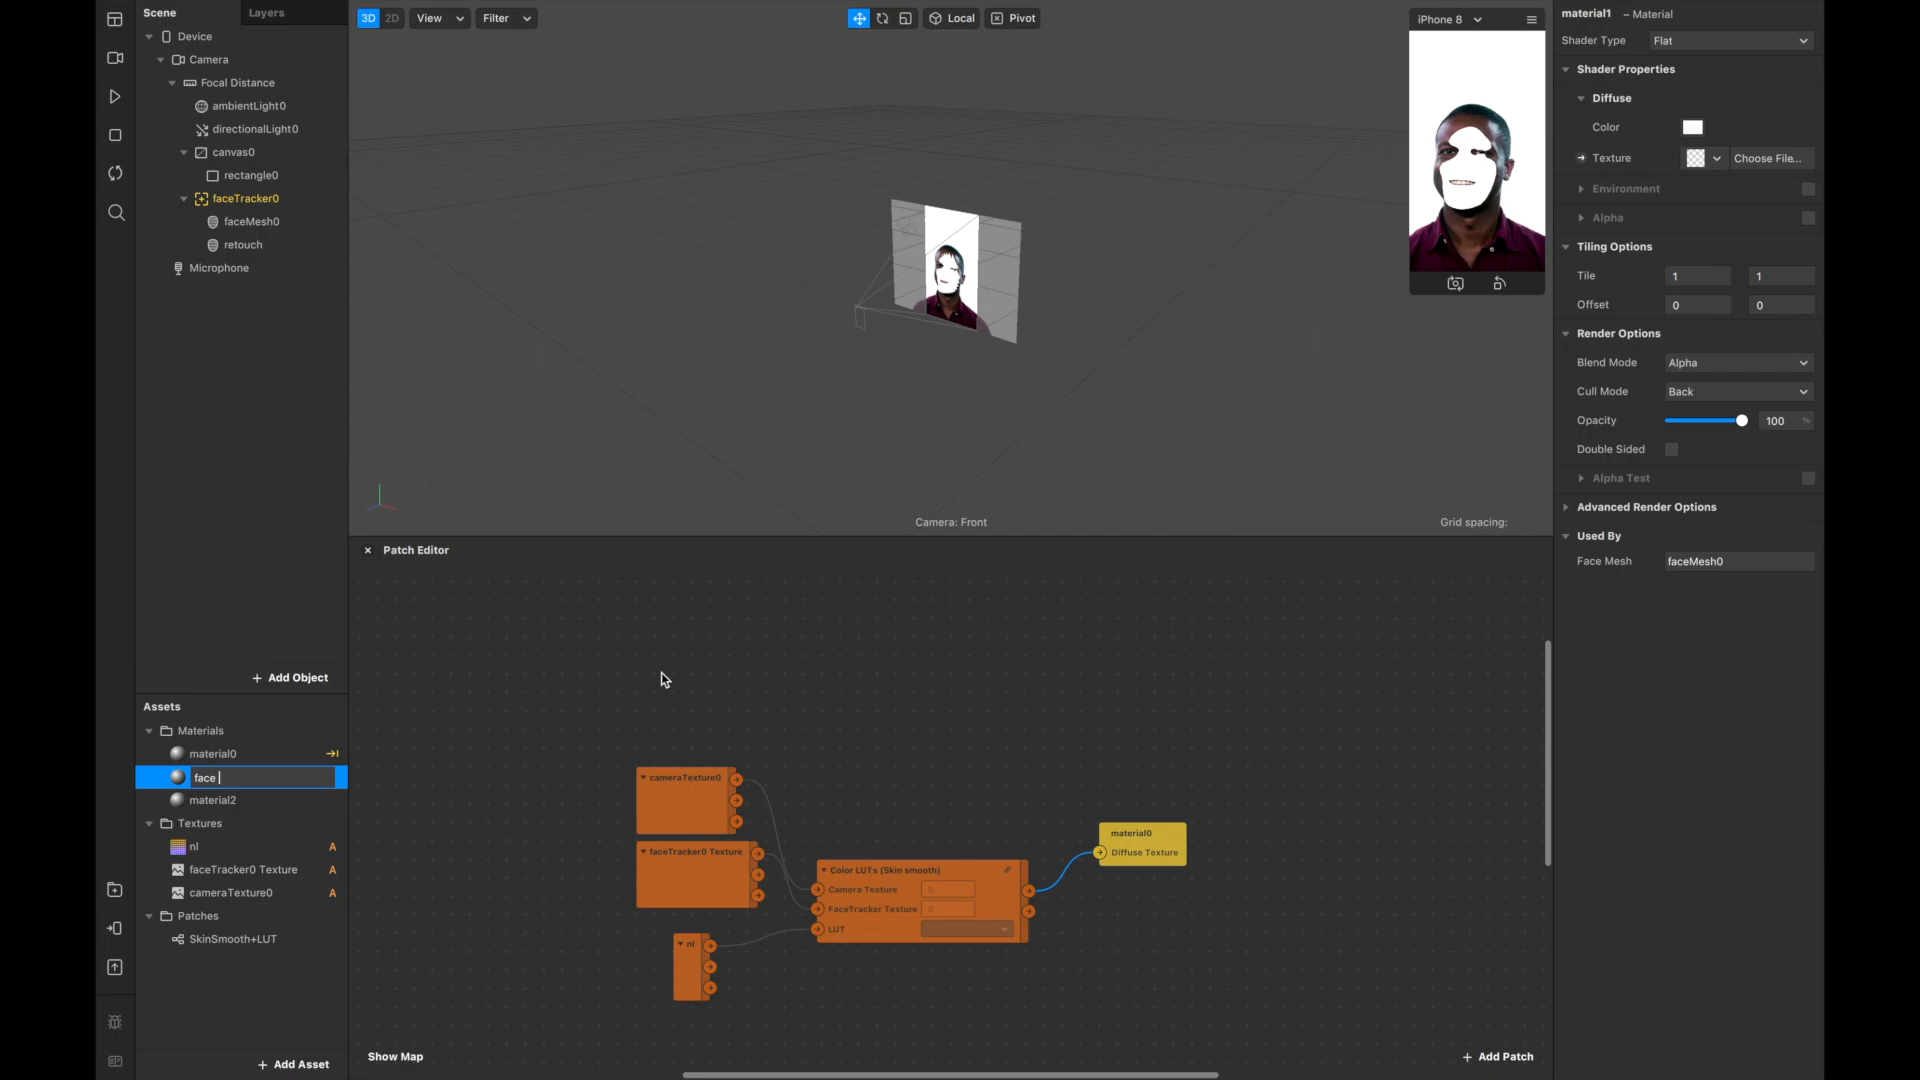 Scene
Layers
Device
Camera
Focal Distance
ambientLight0
directionalLight0
canvas0
rectangle0
faceTracker0
faceMesh0
retouch
Microphone
+ Add Object
Assets
Materials
material0
face
material2
Textures
nl A
faceTracker0 Texture A
cameraTexture0 A
Patches
SkinSmooth+LUT
+ Add Asset
3D 2D View Filter Local Pivot
iPhone 8
Camera: Front
Grid spacing:
Patch Editor
cameraTexture0
faceTracker0 Texture
nl
Color LUTs (Skin smooth)
Camera Texture 0
FaceTracker Texture 0
LUT
material0
Diffuse Texture
Show Map
+ Add Patch
material1 – Material
Shader Type Flat
Shader Properties
Diffuse
Color
Texture Choose File...
Environment
Alpha
Tiling Options
Tile 1 1
Offset 0 0
Render Options
Blend Mode Alpha
Cull Mode Back
Opacity 100 %
Double Sided
Alpha Test
Advanced Render Options
Used By
Face Mesh faceMesh0